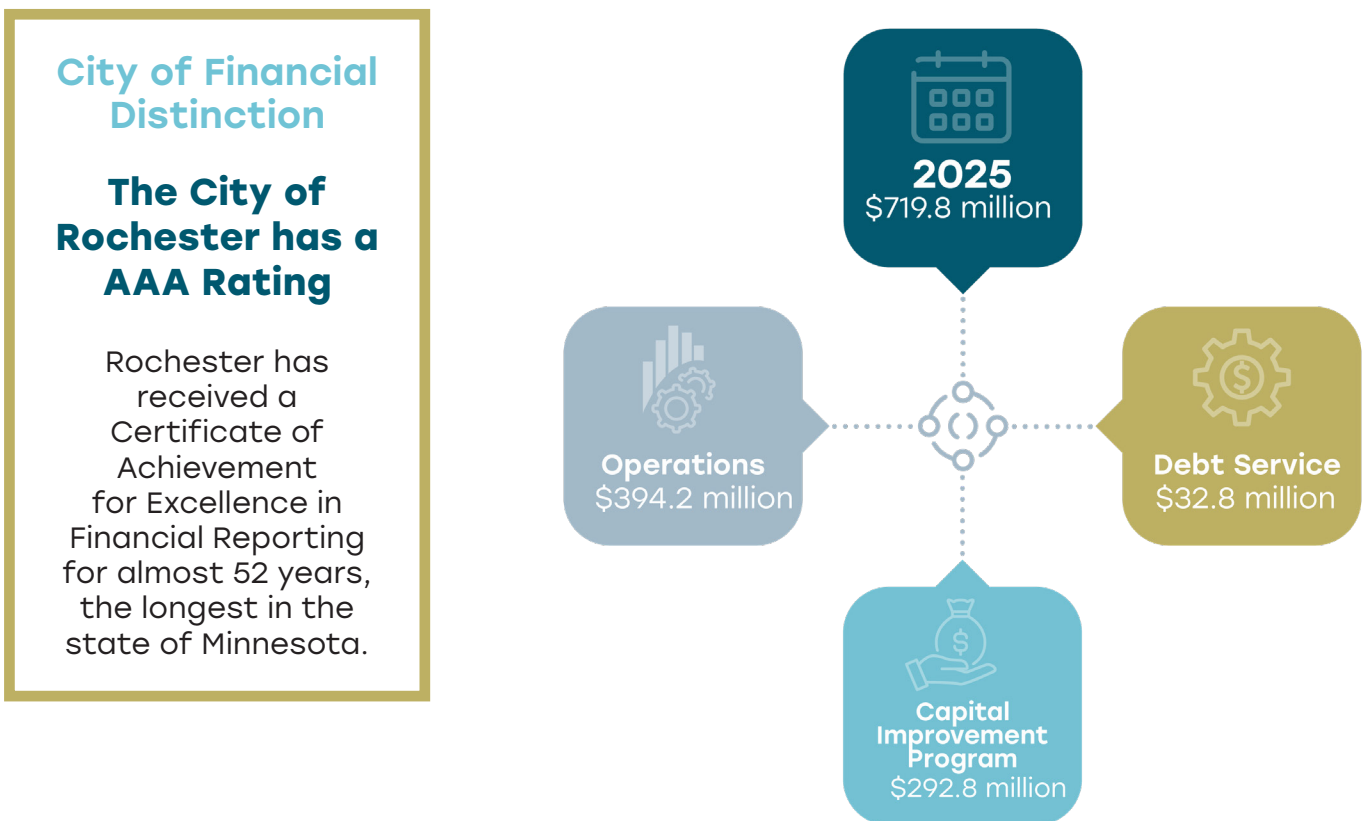 City of Financial
Distinction
The City of
Rochester has a
AAA Rating
Rochester has
received a
Certificate of
Achievement
for Excellence in
Financial Reporting
for almost 52 years,
the longest in the
state of Minnesota.
2025
$719.8 million
Operations
$394.2 million
Debt Service
$32.8 million
Capital
Improvement
Program
$292.8 million